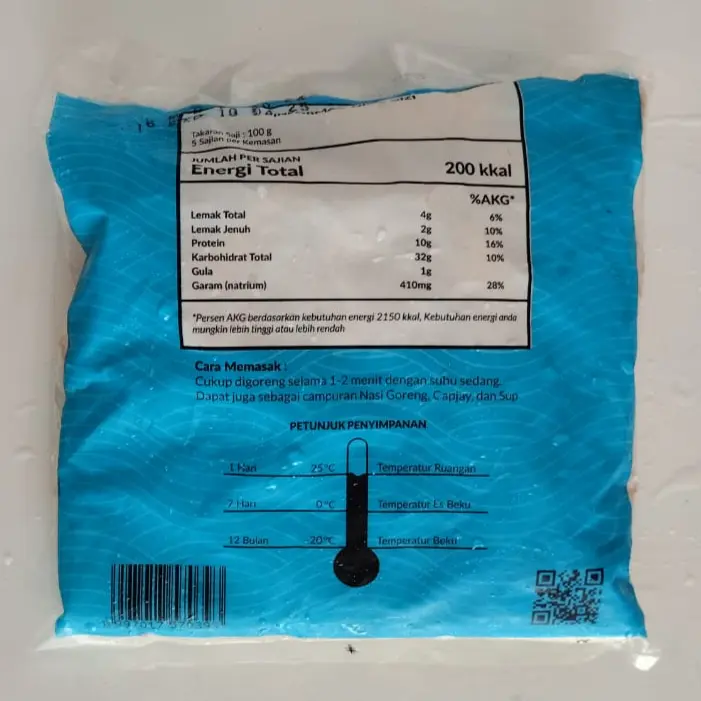 Takaran Saji : 100 g
5 Sajian per Kemasan
JUMLAH PER SAJIAN
Energi Total 200 kkal
%AKG*
Lemak Total 4g 6%
Lemak Jenuh 2g 10%
Protein 10g 16%
Karbohidrat Total 32g 10%
Gula 1g
Garam (natrium) 410mg 28%
*Persen AKG berdasarkan kebutuhan energi 2150 kkal, Kebutuhan energi anda
mungkin lebih tinggi atau lebih rendah
Cara Memasak :
Cukup digoreng selama 1-2 menit dengan suhu sedang.
Dapat juga sebagai campuran Nasi Goreng, Capjay, dan Sup
PETUNJUK PENYIMPANAN
1 Hari 25°C Temperatur Ruangan
7 Hari 0°C Temperatur Es Beku
12 Bulan -20°C Temperatur Beku